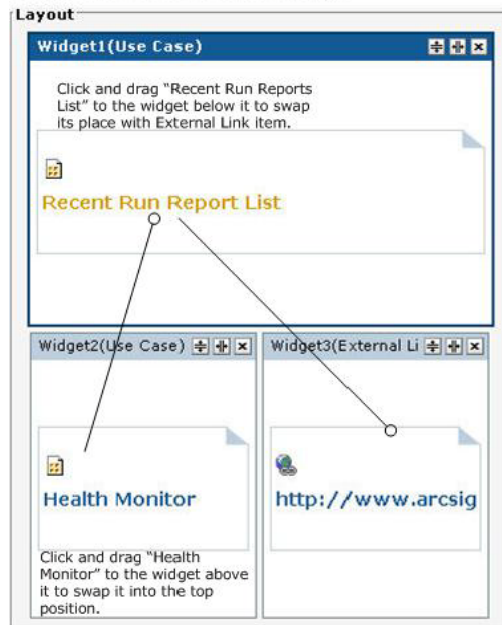 Layout
Widget1(Use Case)
Click and drag “Recent Run Reports
List” to the widget below it to swap
its place with External Link item.
Recent Run Report List
Widget2(Use Case)
Widget3(External Li
Health Monitor
http://www.arcsig
Click and drag “Health
Monitor” to the widget above
it to swap it into the top
position.